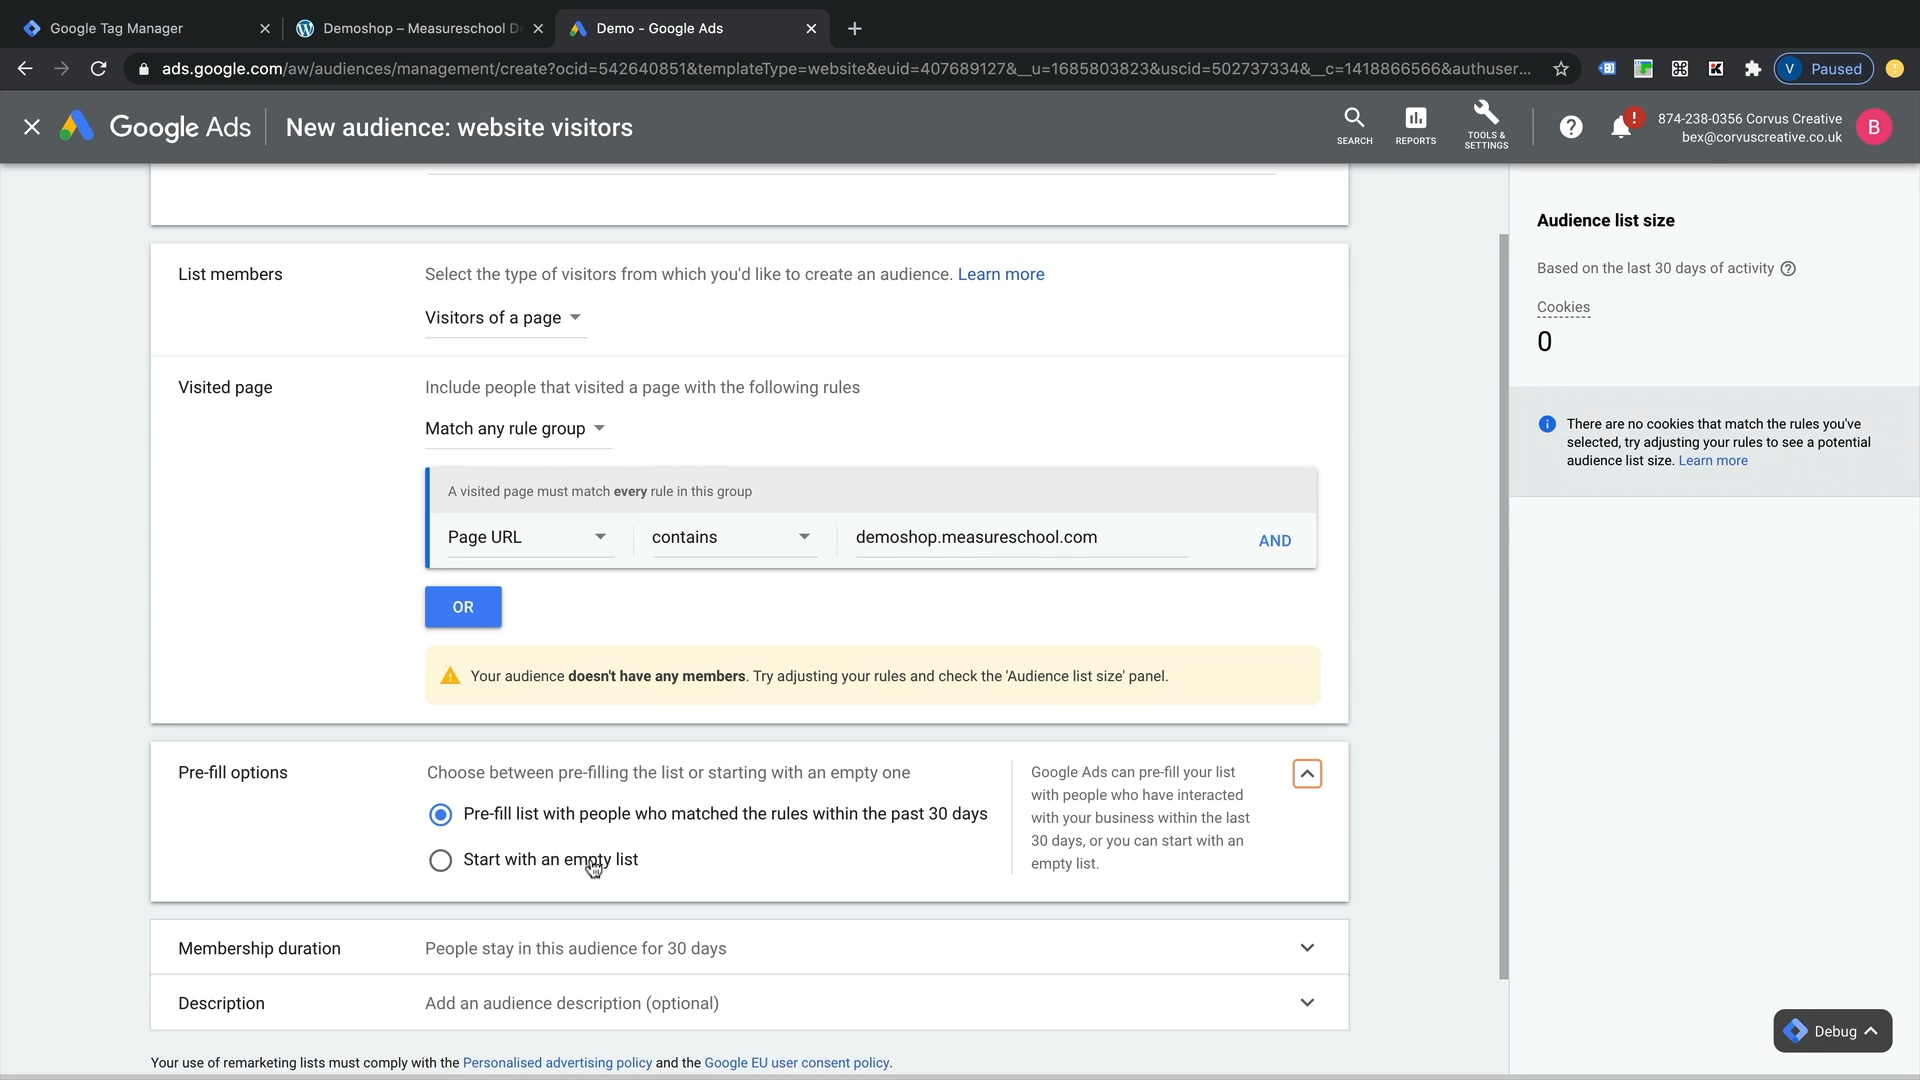 Google Tag Manager
Demoshop – Measureschool D
Demo - Google Ads
ads.google.com/aw/audiences/management/create?ocid=542640851&templateType=website&euid=407689127&__u=1685803823&uscid=502737334&__c=1418866566&authuser...
V Paused
Google Ads
New audience: website visitors
SEARCH
REPORTS
TOOLS &
SETTINGS
874-238-0356 Corvus Creative
bex@corvuscreative.co.uk
B
List members
Select the type of visitors from which you'd like to create an audience. Learn more
Visitors of a page
Visited page
Include people that visited a page with the following rules
Match any rule group
A visited page must match every rule in this group
Page URL
contains
demoshop.measureschool.com
AND
OR
Your audience doesn't have any members. Try adjusting your rules and check the 'Audience list size' panel.
Pre-fill options
Choose between pre-filling the list or starting with an empty one
Pre-fill list with people who matched the rules within the past 30 days
Start with an empty list
Google Ads can pre-fill your list
with people who have interacted
with your business within the last
30 days, or you can start with an
empty list.
Membership duration
People stay in this audience for 30 days
Description
Add an audience description (optional)
Your use of remarketing lists must comply with the Personalised advertising policy and the Google EU user consent policy.
Audience list size
Based on the last 30 days of activity
Cookies
0
There are no cookies that match the rules you've
selected, try adjusting your rules to see a potential
audience list size. Learn more
Debug